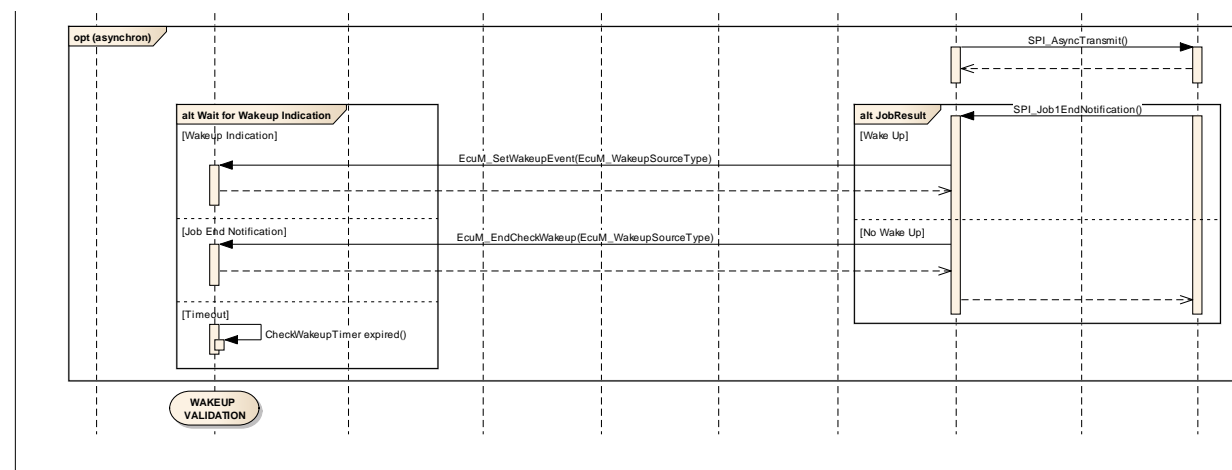 opt (asynchron)
SPI_AsyncTransmit()
alt Wait for Wakeup Indication
alt JobResult
SPI_Job1EndNotification()
[Wakeup Indication]
[Wake Up]
EcuM_SetWakeupEvent(EcuM_WakeupSourceType)
[Job End Notification]
[No Wake Up]
EcuM_EndCheckWakeup(EcuM_WakeupSourceType)
[Timeout]
CheckWakeupTimer expired()
WAKEUP
VALIDATION